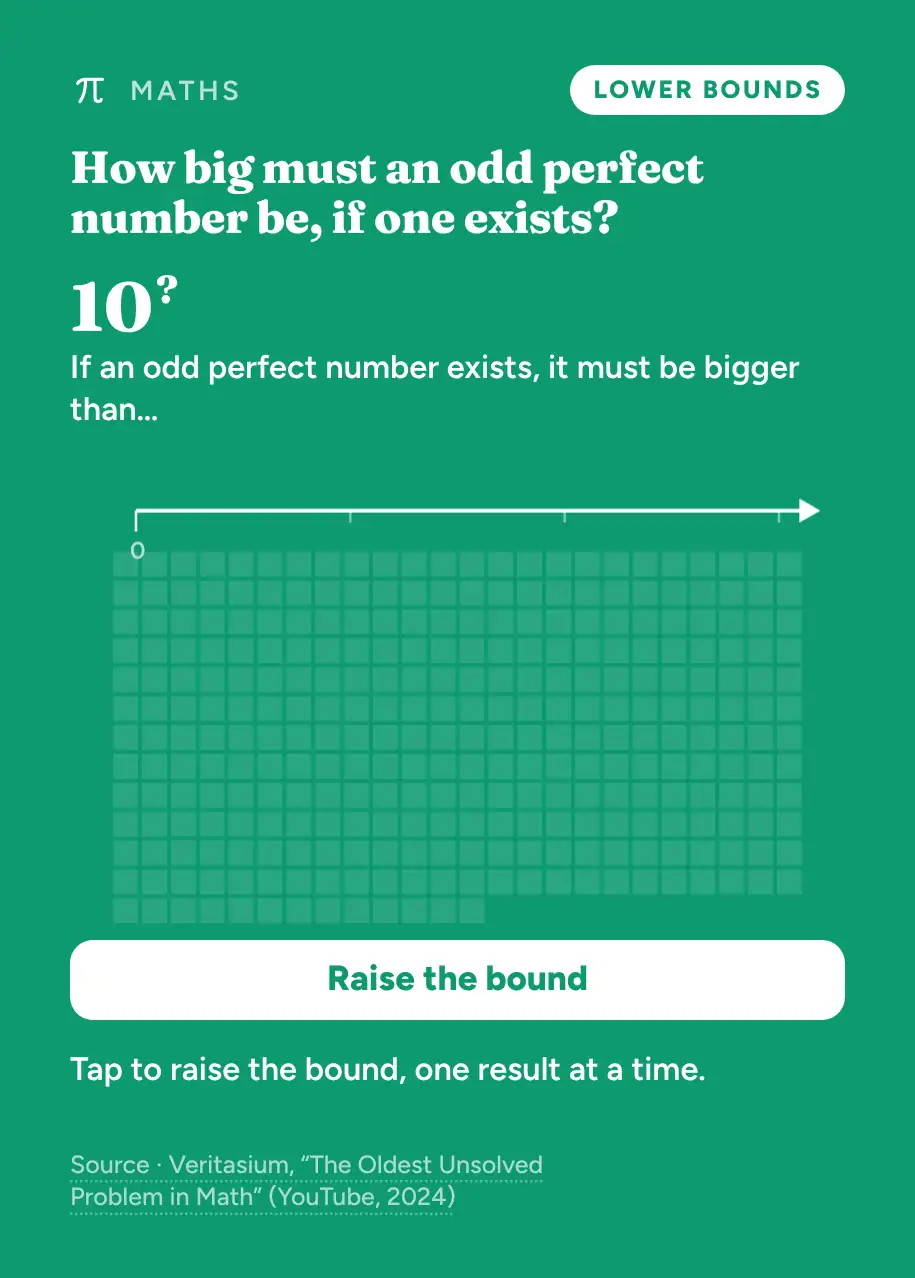 π MATHS
LOWER BOUNDS
How big must an odd perfect
number be, if one exists?
10?
If an odd perfect number exists, it must be bigger
than...
0
Raise the bound
Tap to raise the bound, one result at a time.
Source · Veritasium, “The Oldest Unsolved
Problem in Math” (YouTube, 2024)